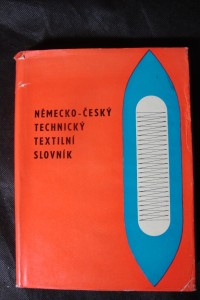 NĚMECKO-ČESKÝ
TECHNICKÝ
TEXTILNÍ
SLOVNÍK